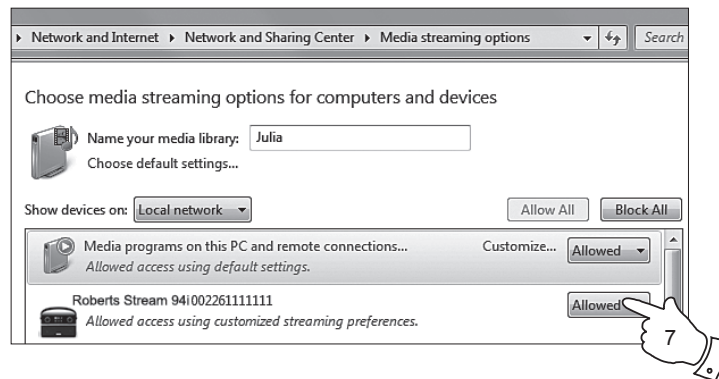 Network and Internet ▸ Network and Sharing Center ▸ Media streaming options Search
Choose media streaming options for computers and devices
Name your media library: Julia
Choose default settings...
Show devices on: Local network Allow All Block All
Media programs on this PC and remote connections... Customize... Allowed
Allowed access using default settings.
Roberts Stream 94i002261111111 Allowed
Allowed access using customized streaming preferences.
7